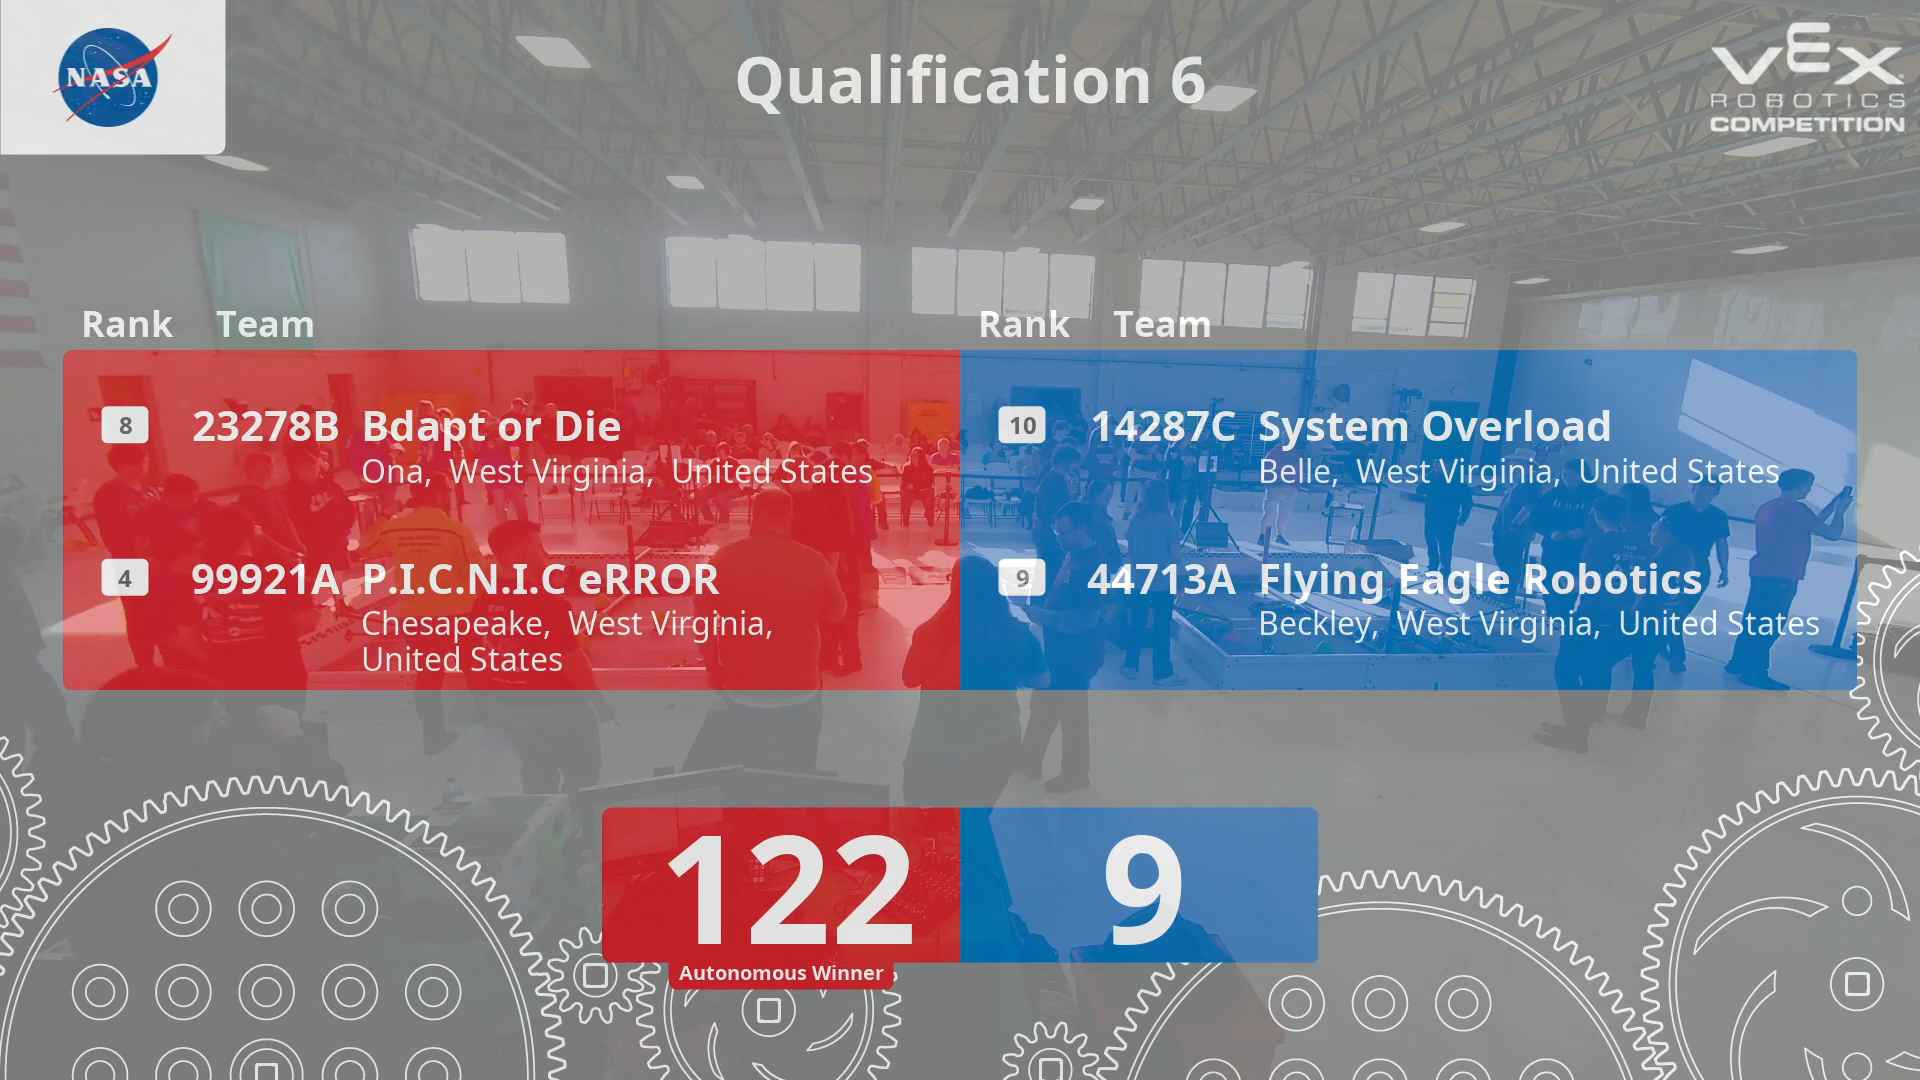 NASA
Qualification 6
vEx
ROBOTICS
COMPETITION
Rank Team
8 23278B Bdapt or Die
Ona, West Virginia, United States
4 99921A P.I.C.N.I.C eRROR
Chesapeake, West Virginia,
United States
Rank Team
10 14287C System Overload
Belle, West Virginia, United States
9 44713A Flying Eagle Robotics
Beckley, West Virginia, United States
122 9
Autonomous Winner